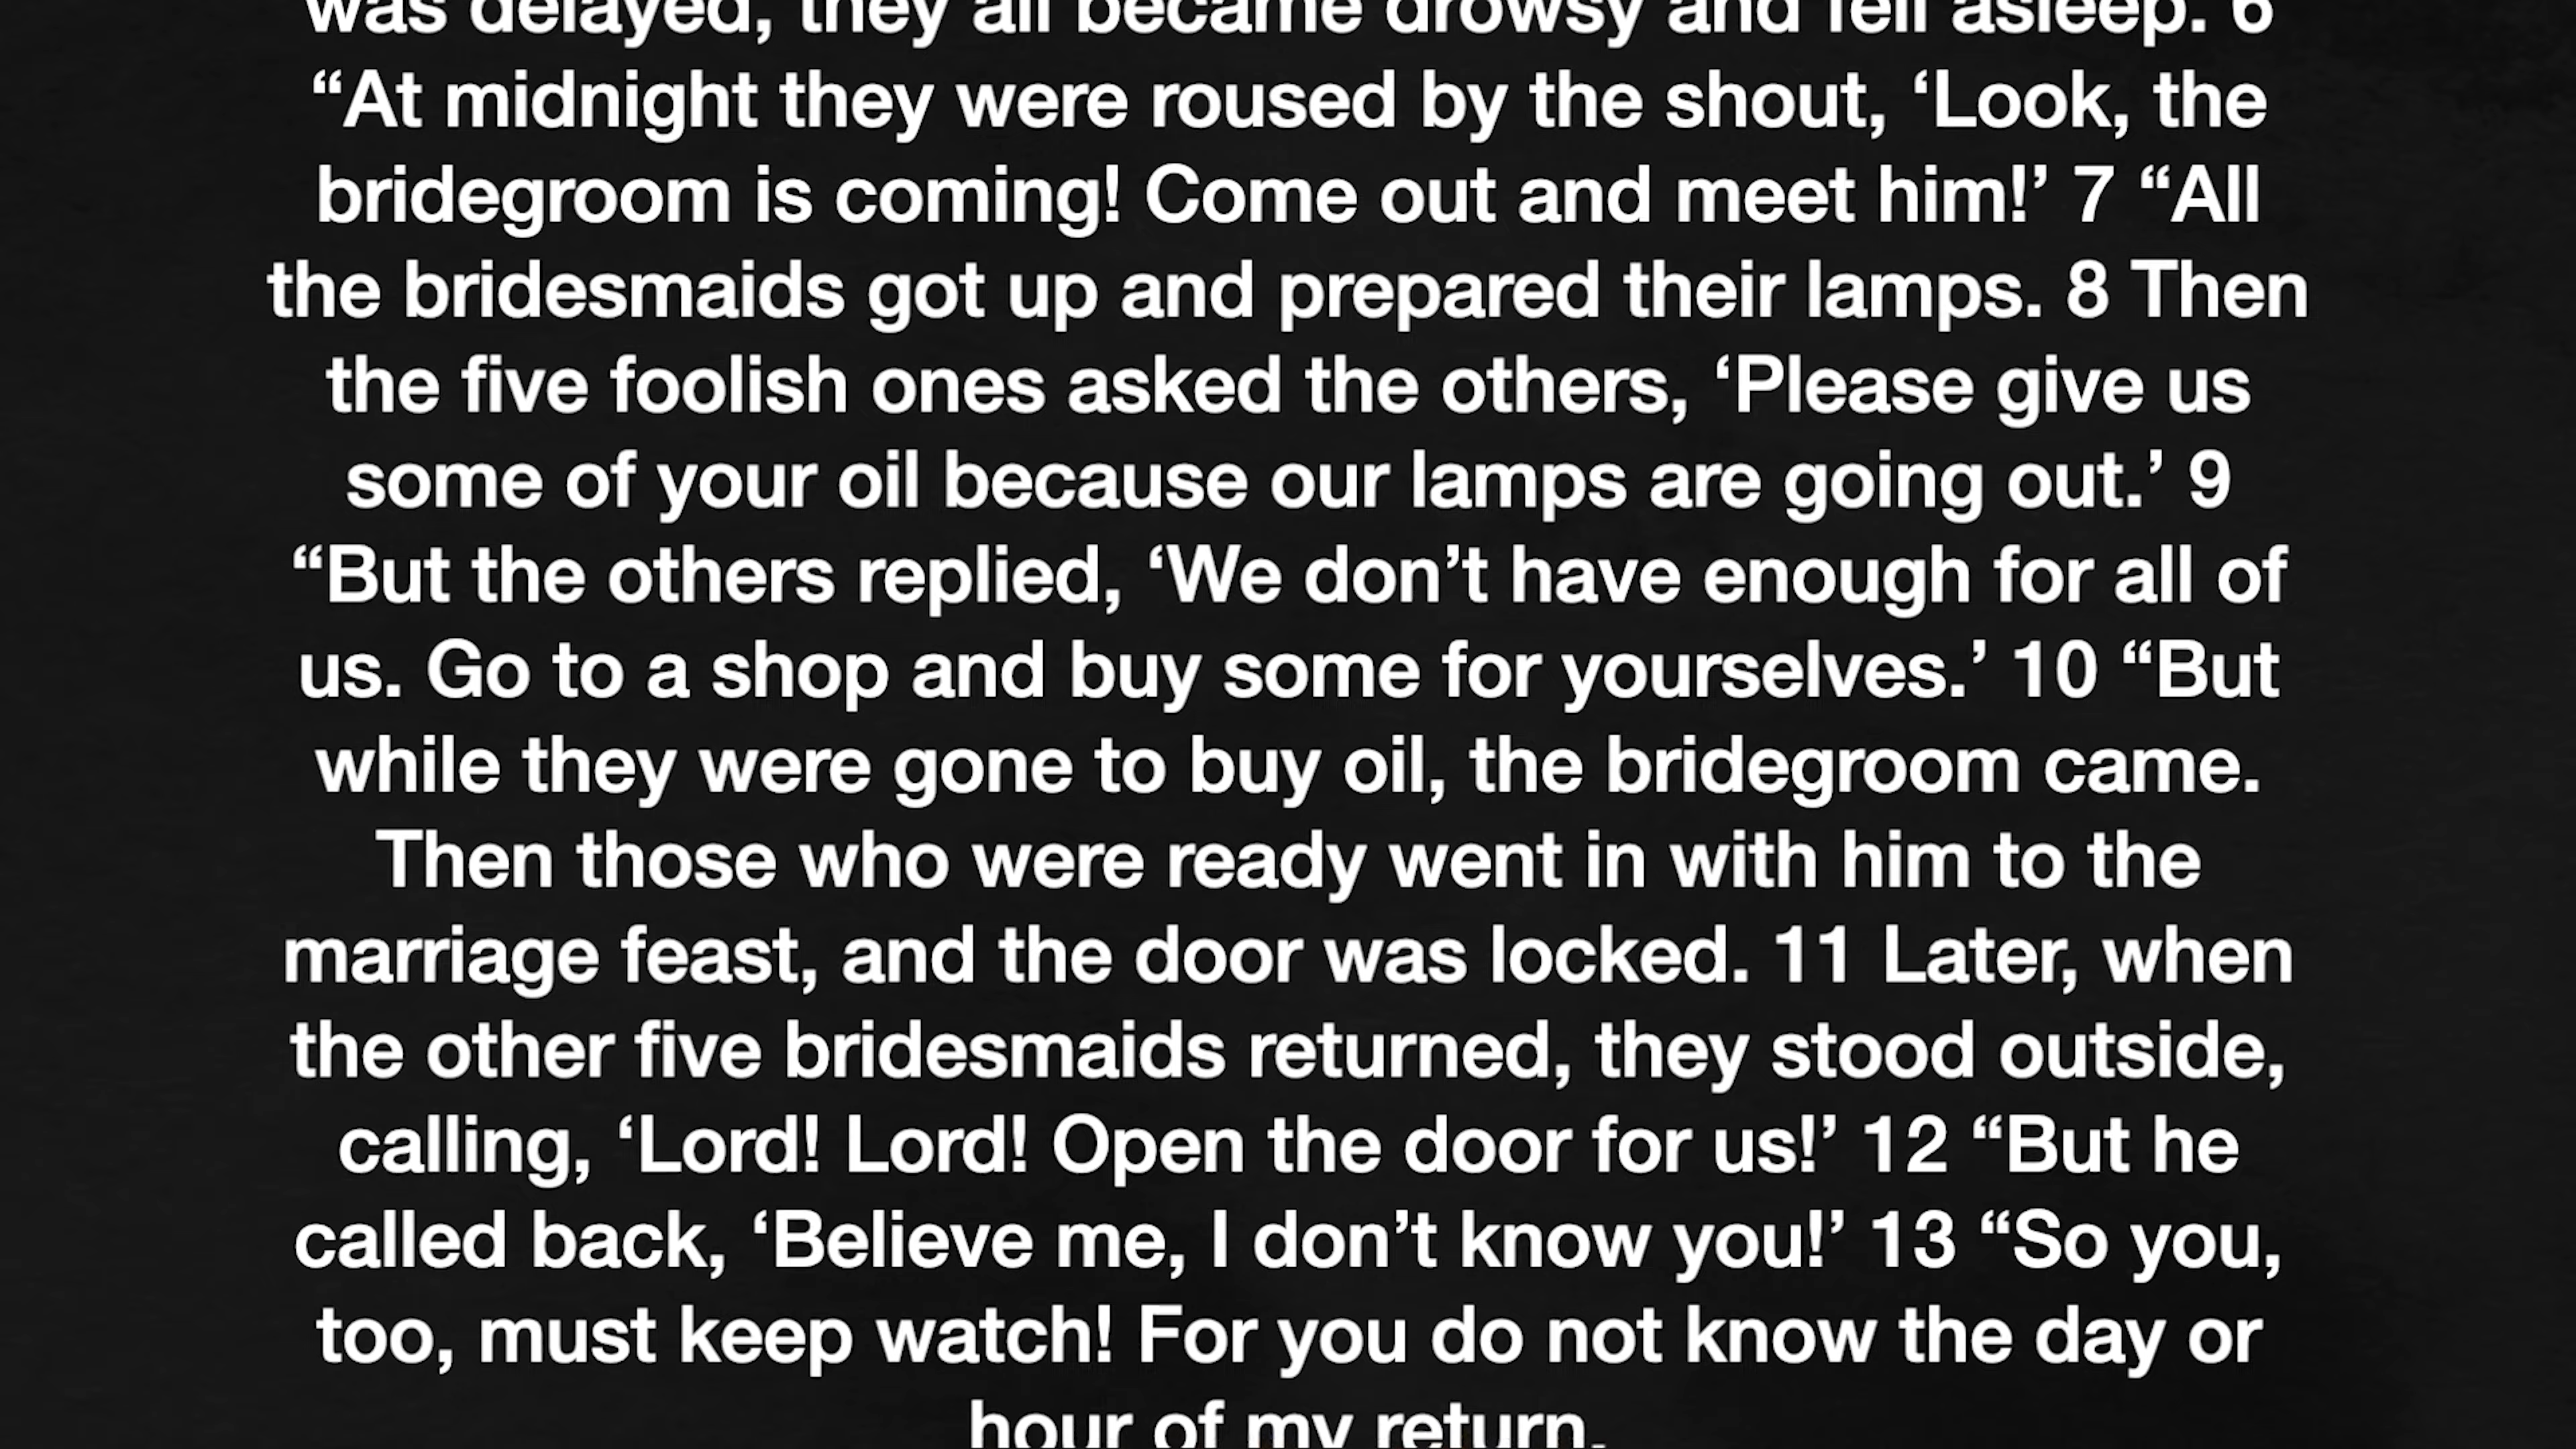 was delayed, they all became drowsy and fell asleep. 6
“At midnight they were roused by the shout, ‘Look, the
bridegroom is coming! Come out and meet him!’ 7 “All
the bridesmaids got up and prepared their lamps. 8 Then
the five foolish ones asked the others, ‘Please give us
some of your oil because our lamps are going out.’ 9
“But the others replied, ‘We don’t have enough for all of
us. Go to a shop and buy some for yourselves.’ 10 “But
while they were gone to buy oil, the bridegroom came.
Then those who were ready went in with him to the
marriage feast, and the door was locked. 11 Later, when
the other five bridesmaids returned, they stood outside,
calling, ‘Lord! Lord! Open the door for us!’ 12 “But he
called back, ‘Believe me, I don’t know you!’ 13 “So you,
too, must keep watch! For you do not know the day or
hour of my return.